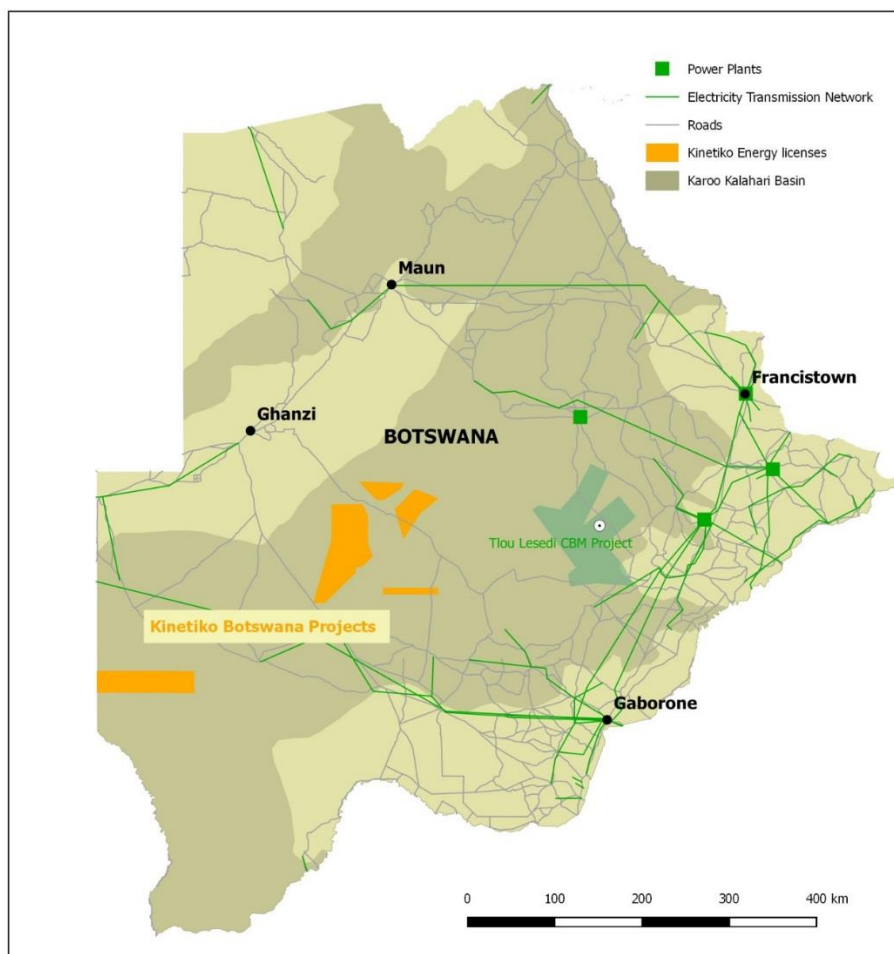 Power Plants
Electricity Transmission Network
Roads
Kinetiko Energy licenses
Karoo Kalahari Basin
Maun
Francistown
Ghanzi
BOTSWANA
Tlou Lesedi CBM Project
Kinetiko Botswana Projects
Gaborone
0 100 200 300 400 km